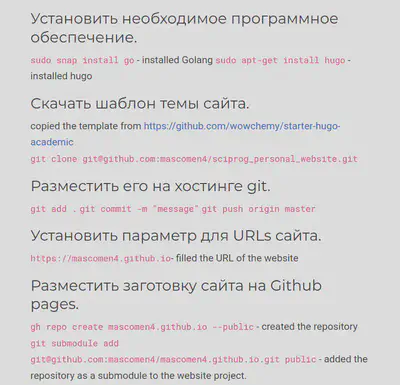 Установить необходимое программное
обеспечение.
sudo snap install go - installed Golang sudo apt-get install hugo -
installed hugo
Скачать шаблон темы сайта.
copied the template from https://github.com/wowchemy/starter-hugo-
academic
git clone git@github.com:mascomen4/sciprog_personal_website.git
Разместить его на хостинге git.
git add . git commit -m "message" git push origin master
Установить параметр для URLs сайта.
https://mascomen4.github.io- filled the URL of the website
Разместить заготовку сайта на Github
pages.
gh repo create mascomen4.github.io --public - created the repository
git submodule add
git@github.com:mascomen4/mascomen4.github.io.git public - added the
repository as a submodule to the website project.